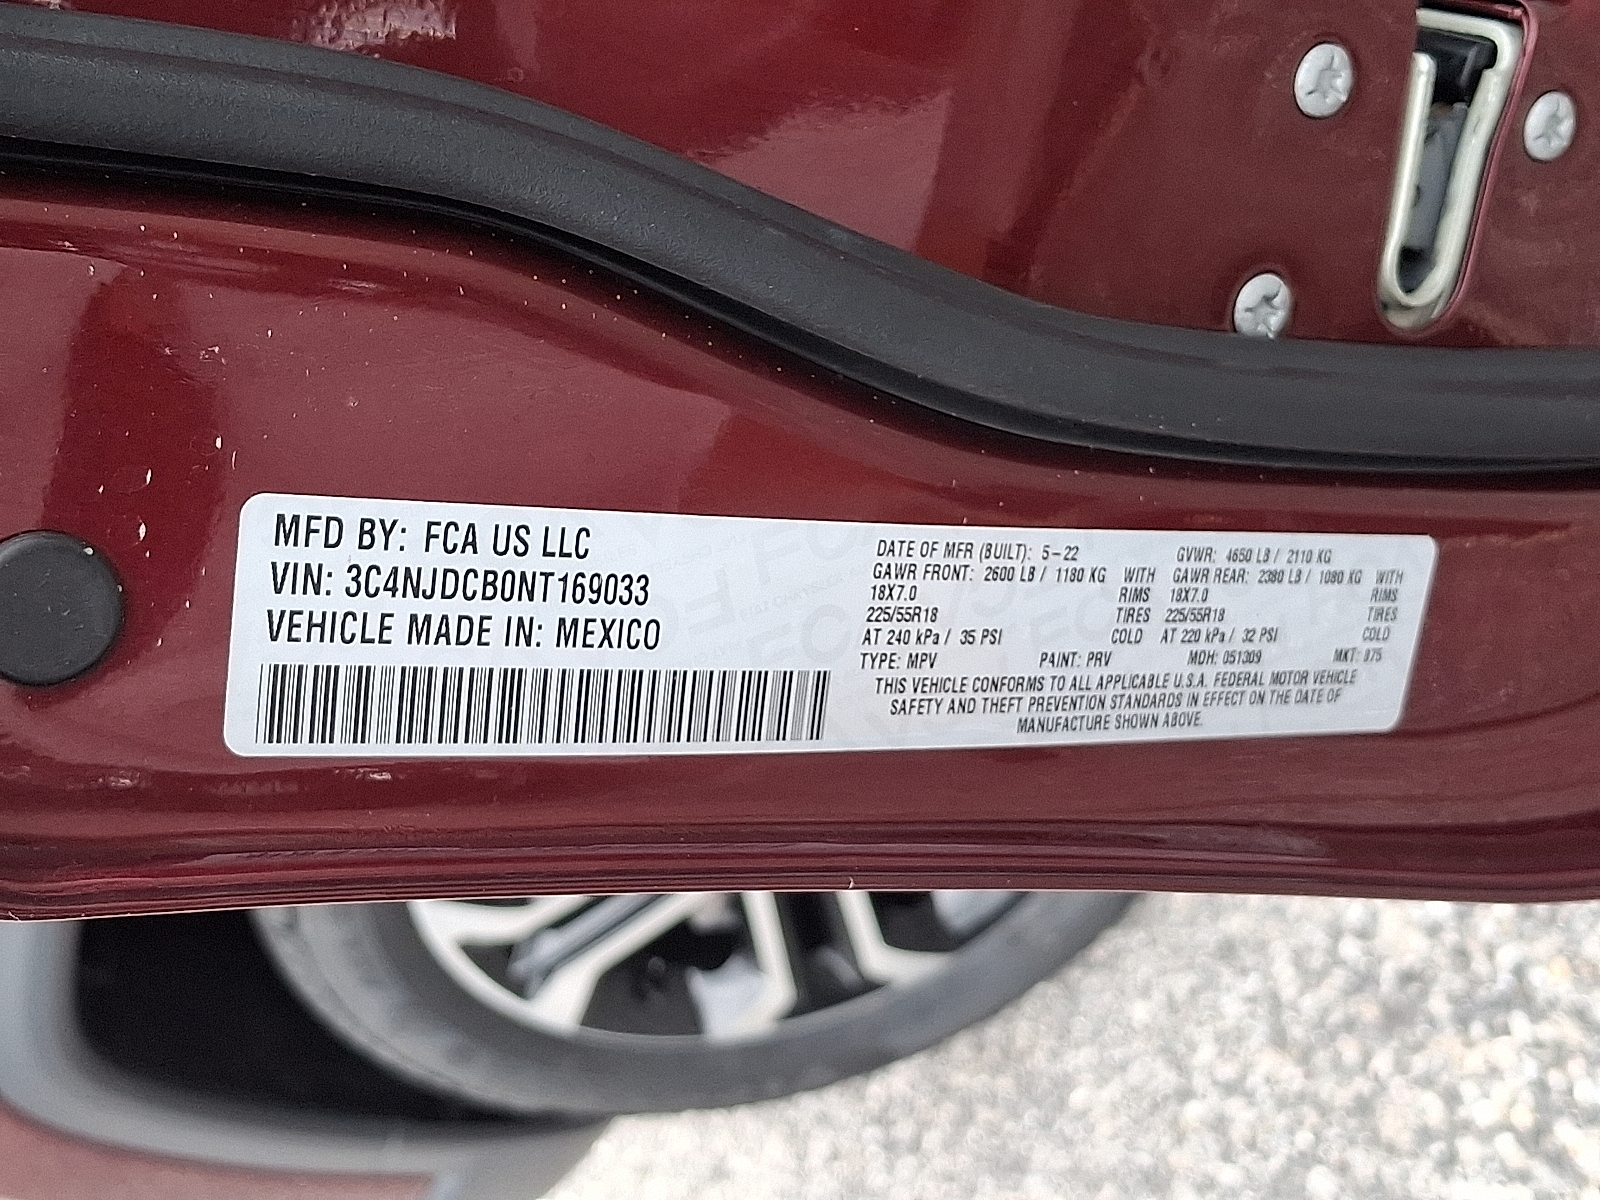 MFD BY: FCA US LLC
VIN: 3C4NJDCB0NT169033
VEHICLE MADE IN: MEXICO
DATE OF MFR (BUILT): 5-22 GVWR: 4650 LB / 2110 KG
GAWR FRONT: 2600 LB / 1180 KG WITH GAWR REAR: 2380 LB / 1080 KG WITH
18X7.0 RIMS 18X7.0 RIMS
225/55R18 TIRES 225/55R18 TIRES
AT 240 kPa / 35 PSI COLD AT 220 kPa / 32 PSI COLD
TYPE: MPV PAINT: PRV MDH: 051309 MKT:
THIS VEHICLE CONFORMS TO ALL APPLICABLE U.S.A. FEDERAL MOTOR VEHICLE
SAFETY AND THEFT PREVENTION STANDARDS IN EFFECT ON THE DATE OF
MANUFACTURE SHOWN ABOVE.